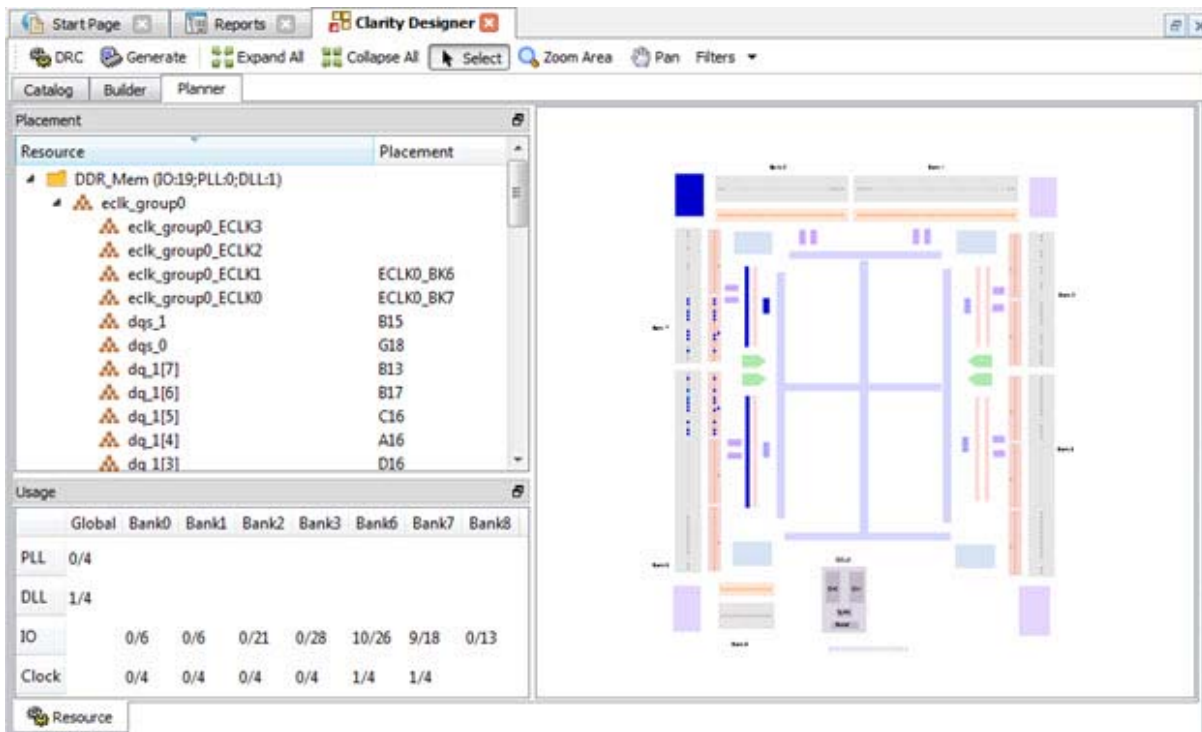 Start Page Reports Clarity Designer
DRC Generate Expand All Collapse All Select Zoom Area Pan Filters
Catalog Builder Planner
Placement
Resource Placement
DDR_Mem (IO:19;PLL:0;DLL:1)
eclk_group0
eclk_group0_ECLK3
eclk_group0_ECLK2
eclk_group0_ECLK1 ECLK0_BK6
eclk_group0_ECLK0 ECLK0_BK7
dqs_1 B15
dqs_0 G18
dq_1[7] B13
dq_1[6] B17
dq_1[5] C16
dq_1[4] A16
dq_1[3] D16
Usage
Global Bank0 Bank1 Bank2 Bank3 Bank6 Bank7 Bank8
PLL 0/4
DLL 1/4
IO 0/6 0/6 0/21 0/28 10/26 9/18 0/13
Clock 0/4 0/4 0/4 0/4 1/4 1/4
Resource